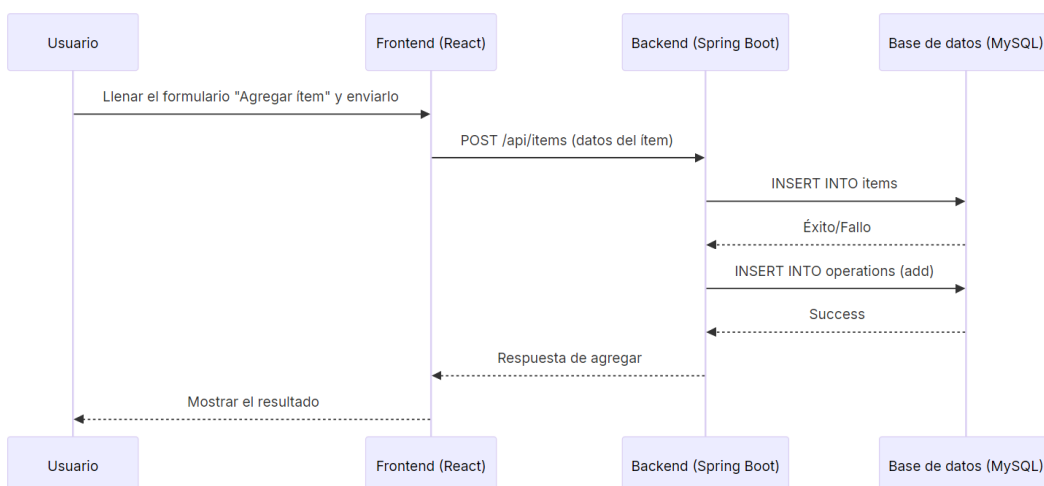 Usuario
Frontend (React)
Backend (Spring Boot)
Base de datos (MySQL)
Llenar el formulario "Agregar ítem" y enviarlo
POST /api/items (datos del ítem)
INSERT INTO items
Éxito/Fallo
INSERT INTO operations (add)
Success
Respuesta de agregar
Mostrar el resultado
Usuario
Frontend (React)
Backend (Spring Boot)
Base de datos (MySQL)